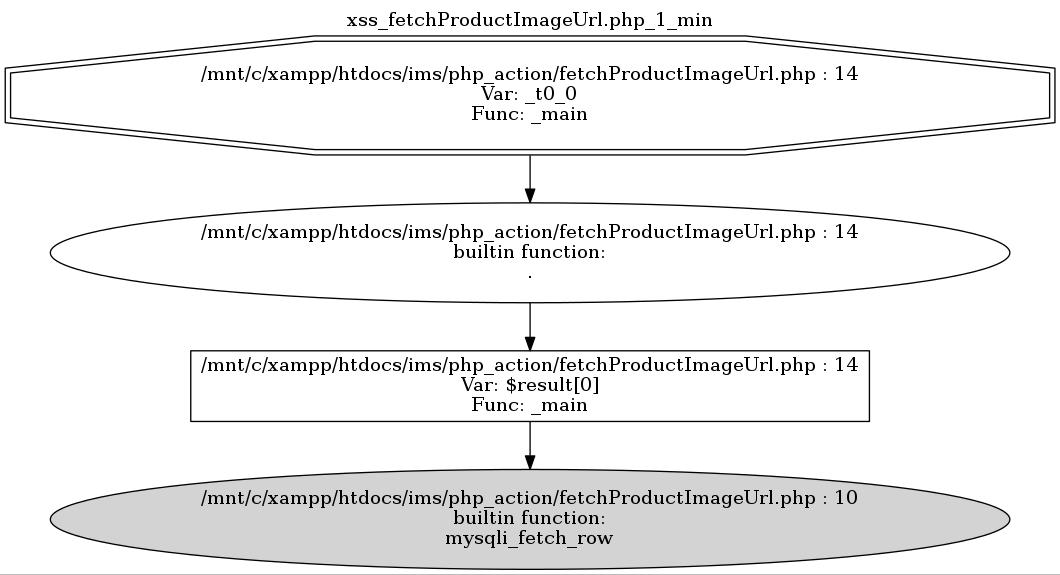 xss_fetchProductImageUrl.php_1_min
/mnt/c/xampp/htdocs/ims/php_action/fetchProductImageUrl.php : 14
Var: _t0_0
Func: _main
/mnt/c/xampp/htdocs/ims/php_action/fetchProductImageUrl.php : 14
builtin function:
.
/mnt/c/xampp/htdocs/ims/php_action/fetchProductImageUrl.php : 14
Var: $result[0]
Func: _main
/mnt/c/xampp/htdocs/ims/php_action/fetchProductImageUrl.php : 10
builtin function:
mysqli_fetch_row